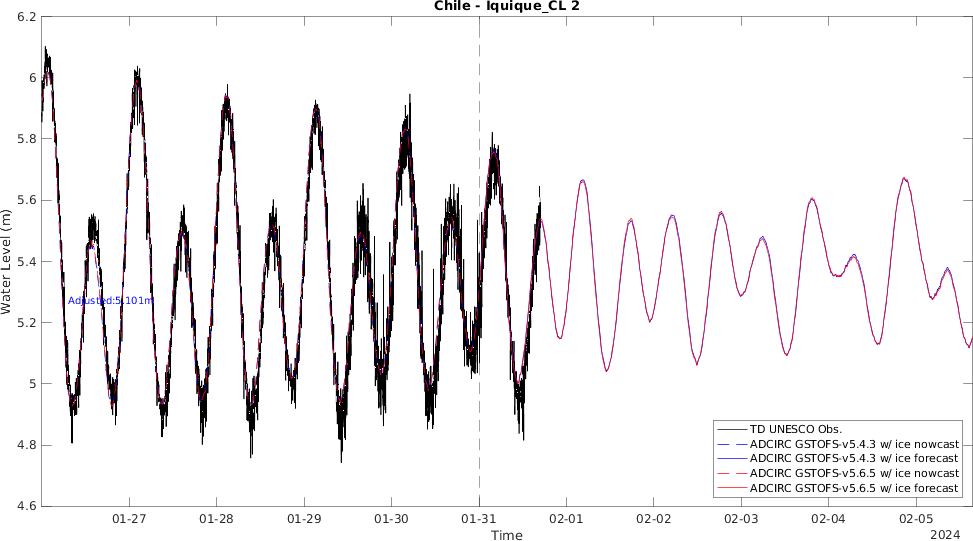 Chile - Iquique_CL 2
Water Level (m)
6.2
6
5.8
5.6
5.4
5.2
5
4.8
4.6
Adjusted:5.101m
TD UNESCO Obs.
ADCIRC GSTOFS-v5.4.3 w/ ice nowcast
ADCIRC GSTOFS-v5.4.3 w/ ice forecast
ADCIRC GSTOFS-v5.6.5 w/ ice nowcast
ADCIRC GSTOFS-v5.6.5 w/ ice forecast
01-27 01-28 01-29 01-30 01-31 02-01 02-02 02-03 02-04 02-05
Time
2024